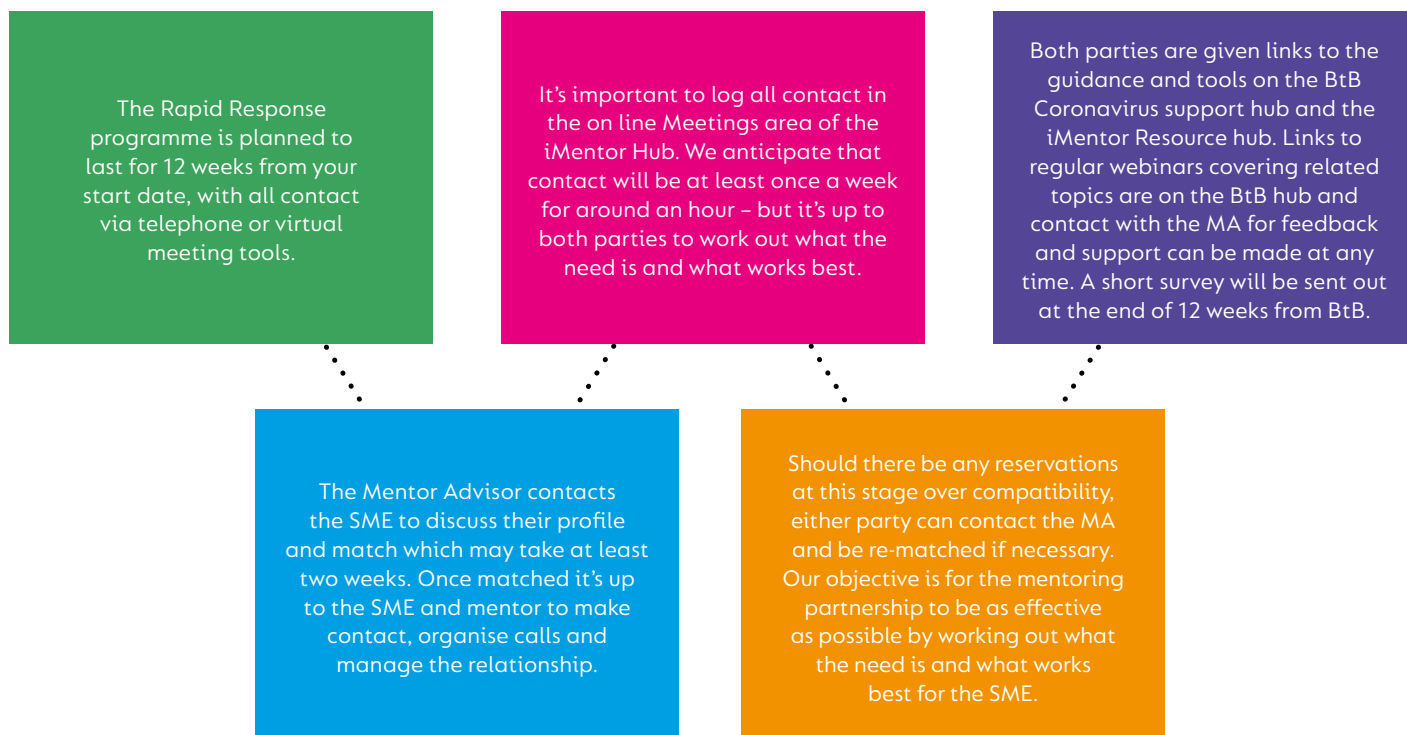 The Rapid Response
programme is planned to
last for 12 weeks from your
start date, with all contact
via telephone or virtual
meeting tools.
The Mentor Advisor contacts
the SME to discuss their profile
and match which may take at least
two weeks. Once matched it’s up
to the SME and mentor to make
contact, organise calls and
manage the relationship.
It’s important to log all contact in
the on line Meetings area of the
iMentor Hub. We anticipate that
contact will be at least once a week
for around an hour – but it’s up to
both parties to work out what the
need is and what works best.
Should there be any reservations
at this stage over compatibility,
either party can contact the MA
and be re-matched if necessary.
Our objective is for the mentoring
partnership to be as effective
as possible by working out what
the need is and what works
best for the SME.
Both parties are given links to the
guidance and tools on the BtB
Coronavirus support hub and the
iMentor Resource hub. Links to
regular webinars covering related
topics are on the BtB hub and
contact with the MA for feedback
and support can be made at any
time. A short survey will be sent out
at the end of 12 weeks from BtB.